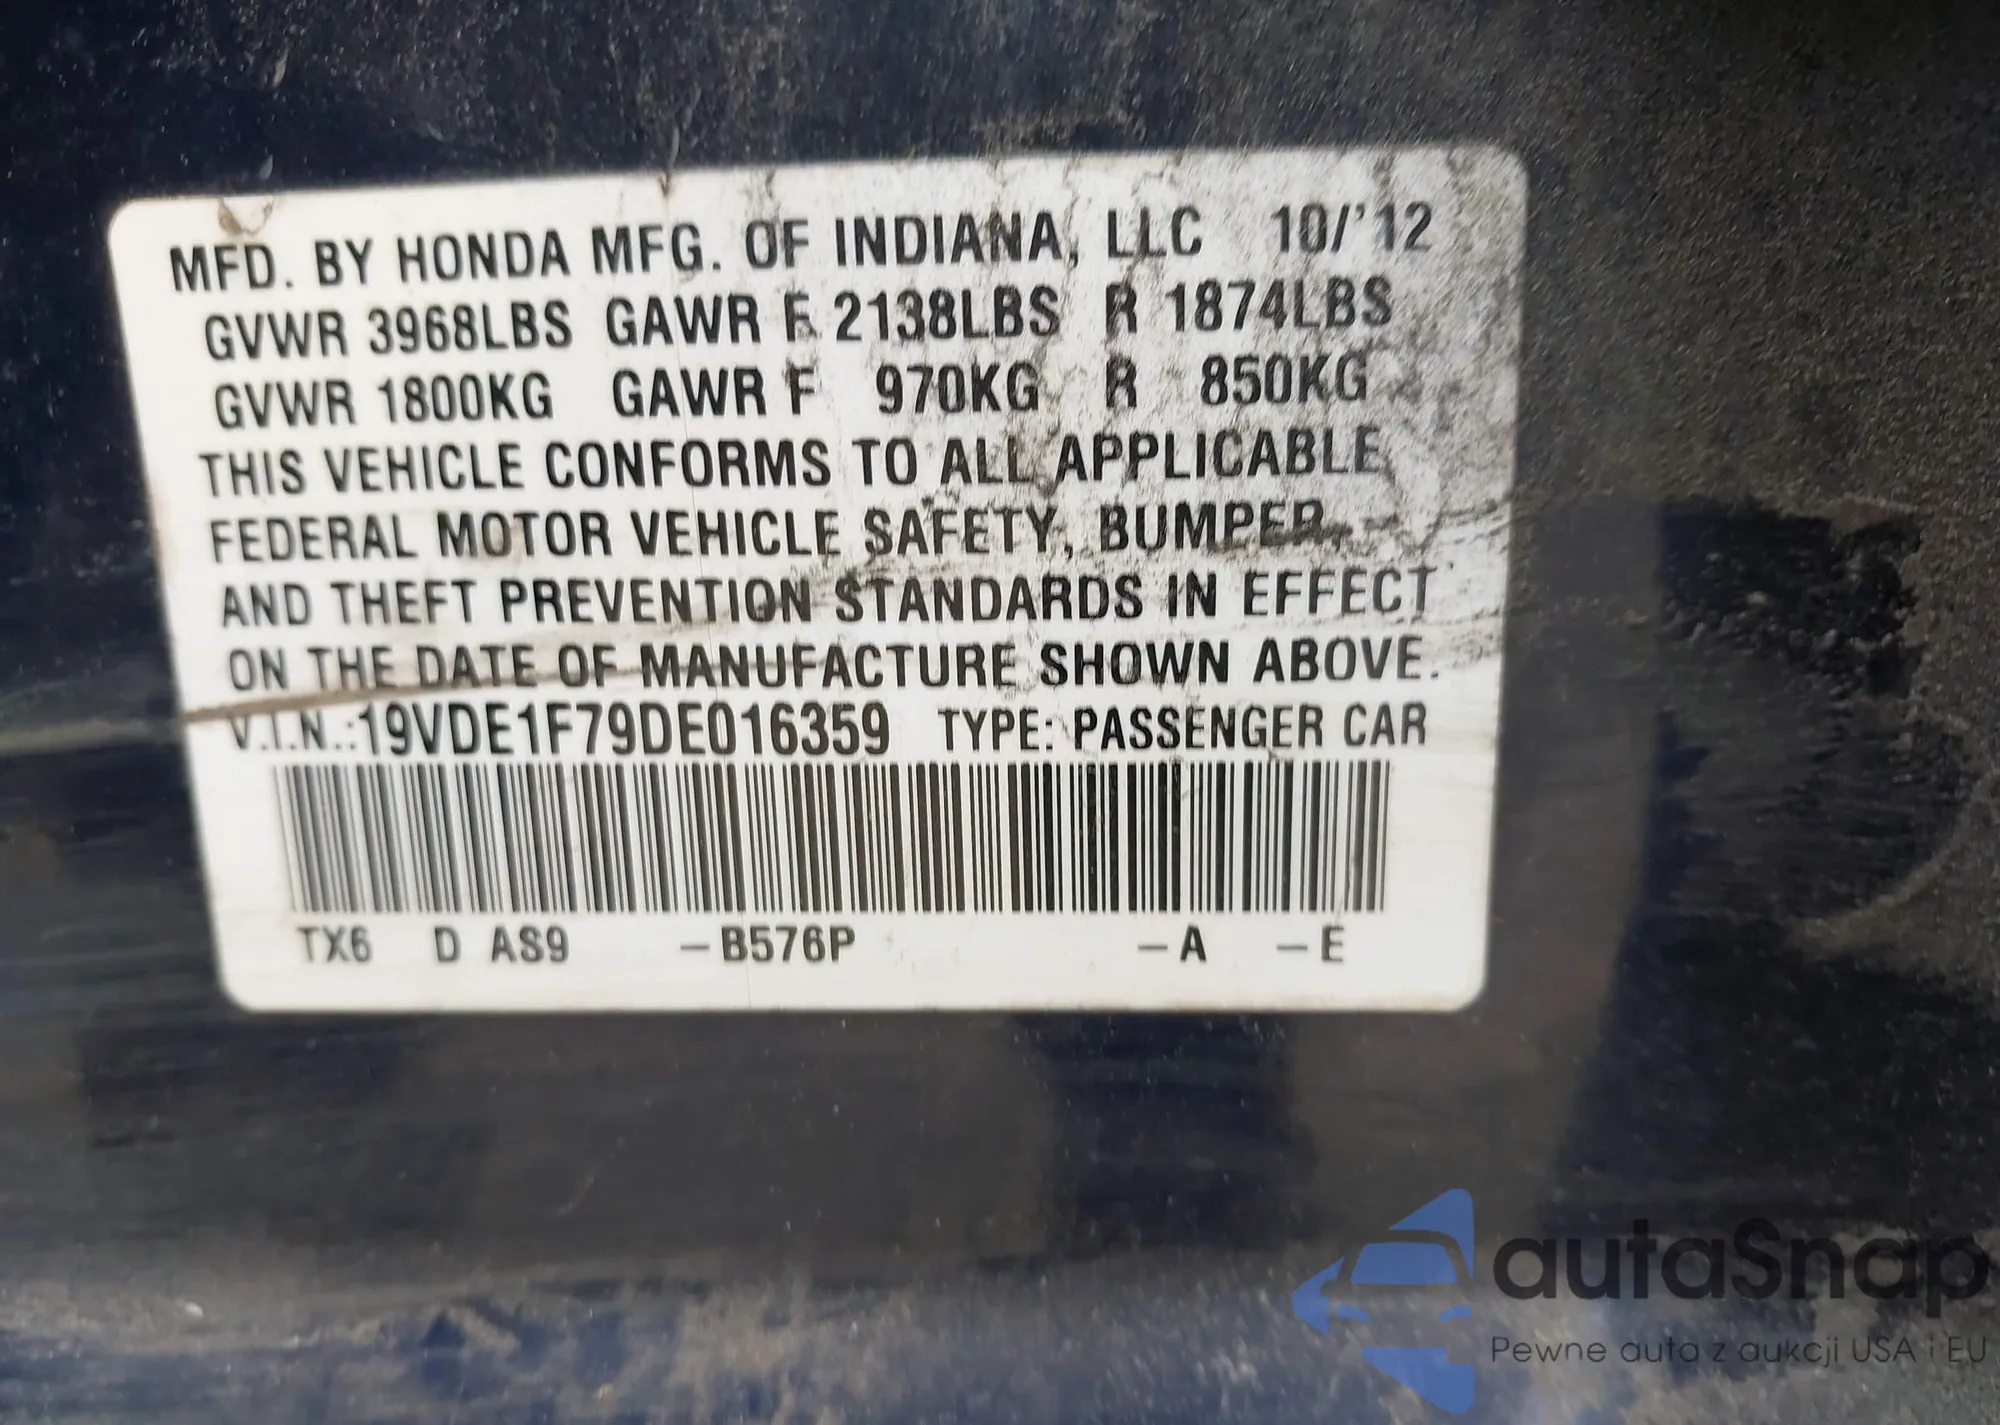 MFD. BY HONDA MFG. OF INDIANA, LLC 10/'12
GVWR 3968LBS GAWR F 2138LBS R 1874LBS
GVWR 1800KG GAWR F 970KG R 850KG
THIS VEHICLE CONFORMS TO ALL APPLICABLE
FEDERAL MOTOR VEHICLE SAFETY, BUMPER,
AND THEFT PREVENTION STANDARDS IN EFFECT
ON THE DATE OF MANUFACTURE SHOWN ABOVE.
V.I.N.:19VDE1F79DE016359 TYPE: PASSENGER CAR
TX6 D AS9 –B576P –A –E
autaSnap
Pewne auta z aukcji USA i EU